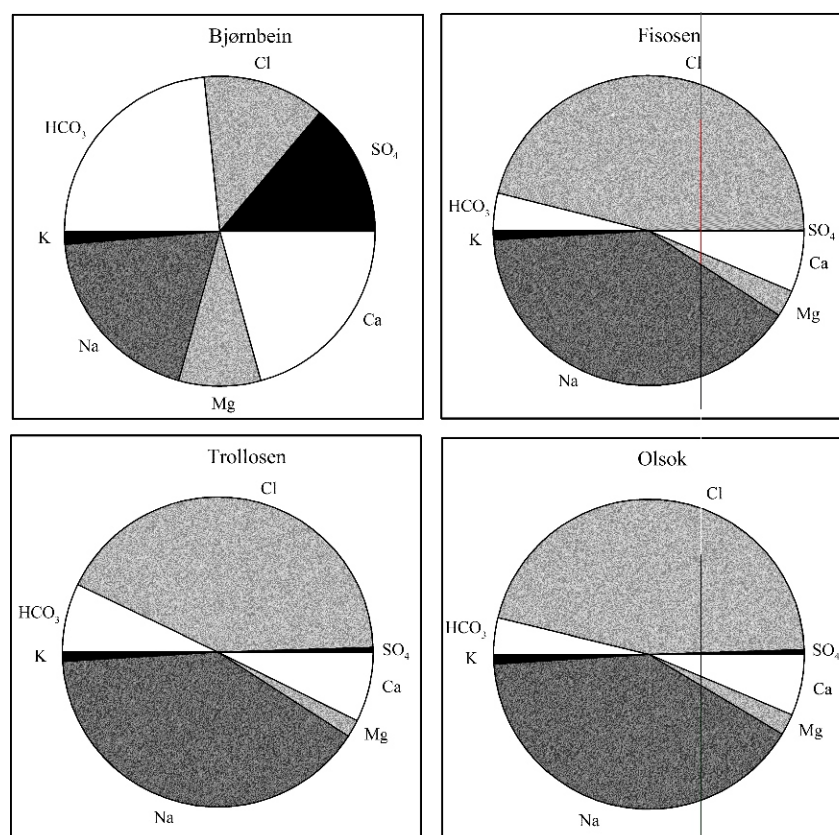 Bjørnbein
Cl
HCO₃
SO₄
K
Na
Ca
Mg
Fisosen
Cl
HCO₃
SO₄
K
Ca
Mg
Na
Trollosen
Cl
HCO₃
SO₄
K
Ca
Mg
Na
Olsok
Cl
HCO₃
SO₄
K
Ca
Mg
Na